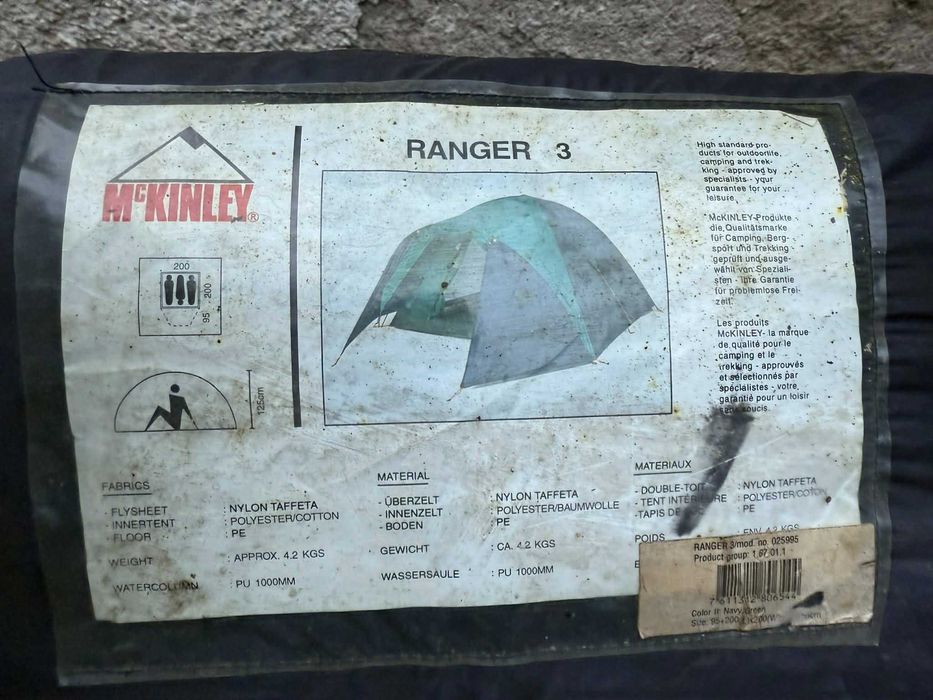 McKINLEY®
200
200
95
125cm
RANGER 3
High standard pro-
ducts for outdoorlife,
camping and trek-
king - approved by
specialists - your
guarantee for your
leisure
McKINLEY-Produkte
die Qualitätsmarke
für Camping, Berg-
sport und Trekking -
geprüft und ausge-
wählt von Speziali-
sten - Ihre Garantie
für problemlose Frei-
zeit.
Les produits
McKINLEY- la marque
de qualité pour le
camping et le
trekking - approuvés
et sélectionnés par
spécialistes - votre
garantie pour un loisir
sans soucis.
FABRICS
- FLYSHEET : NYLON TAFFETA
- INNERTENT : POLYESTER/COTTON
- FLOOR : PE
WEIGHT : APPROX. 4.2 KGS
WATERCOLUMN : PU 1000MM
MATERIAL
- ÜBERZELT : NYLON TAFFETA
- INNENZELT : POLYESTER/BAUMWOLLE
- BODEN : PE
GEWICHT : CA. 4.2 KGS
WASSERSAULE : PU 1000MM
MATERIAUX
- DOUBLE-TOIT : NYLON TAFFETA
- TENT INTÉRIEURE : POLYESTER/COTON
- TAPIS DE : PE
POIDS : ENV. 4.2 KGS
RANGER 3/mod. no. 025995
Product group: 1.67.01.1
Color II: Navy/Green
Size: 95+200